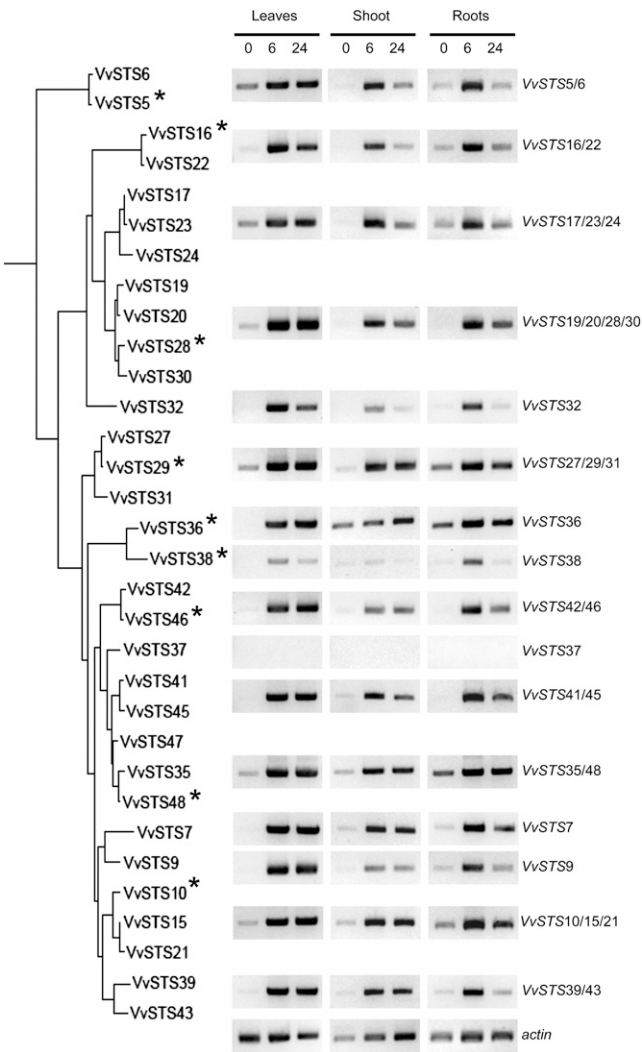 Leaves Shoot Roots
0 6 24 0 6 24 0 6 24
VvSTS6
VvSTS5/6
VvSTS5 *
VvSTS16 *
VvSTS16/22
VvSTS22
VvSTS17
VvSTS23
VvSTS17/23/24
VvSTS24
VvSTS19
VvSTS20
VvSTS19/20/28/30
VvSTS28 *
VvSTS30
VvSTS32 VvSTS32
VvSTS27
VvSTS29 * VvSTS27/29/31
VvSTS31
VvSTS36 * VvSTS36
VvSTS38 * VvSTS38
VvSTS42
VvSTS42/46
VvSTS46 *
VvSTS37 VvSTS37
VvSTS41
VvSTS41/45
VvSTS45
VvSTS47
VvSTS35 VvSTS35/48
VvSTS48 *
VvSTS7 VvSTS7
VvSTS9 VvSTS9
VvSTS10 *
VvSTS15 VvSTS10/15/21
VvSTS21
VvSTS39
VvSTS39/43
VvSTS43
actin